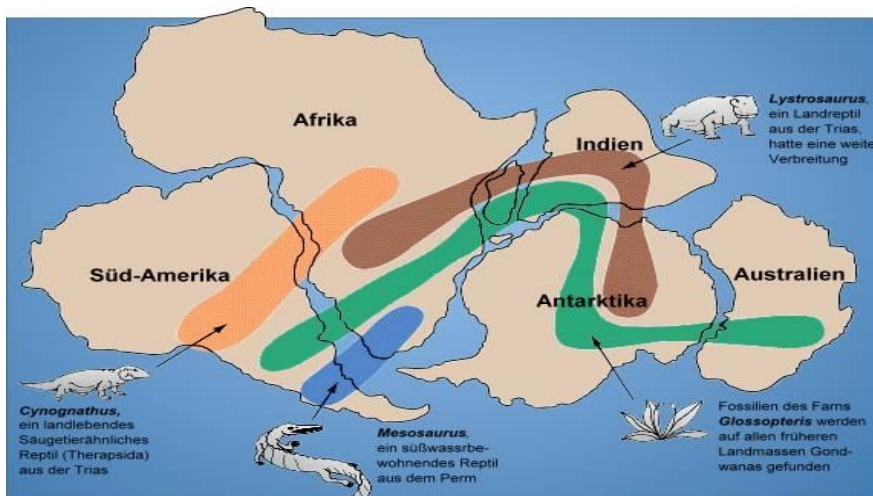 Afrika
Indien
Lystrosaurus,
ein Landreptil
aus der Trias,
hatte eine weite
Verbreitung
Süd-Amerika
Antarktika
Australien
Cynognathus,
ein landlebendes
Säugetierähnliches
Reptil (Therapsida)
aus der Trias
Mesosaurus,
ein süßwassrbe-
wohnendes Reptil
aus dem Perm
Fossilien des Farns
Glossopteris werden
auf allen früheren
Landmassen Gond-
wanas gefunden